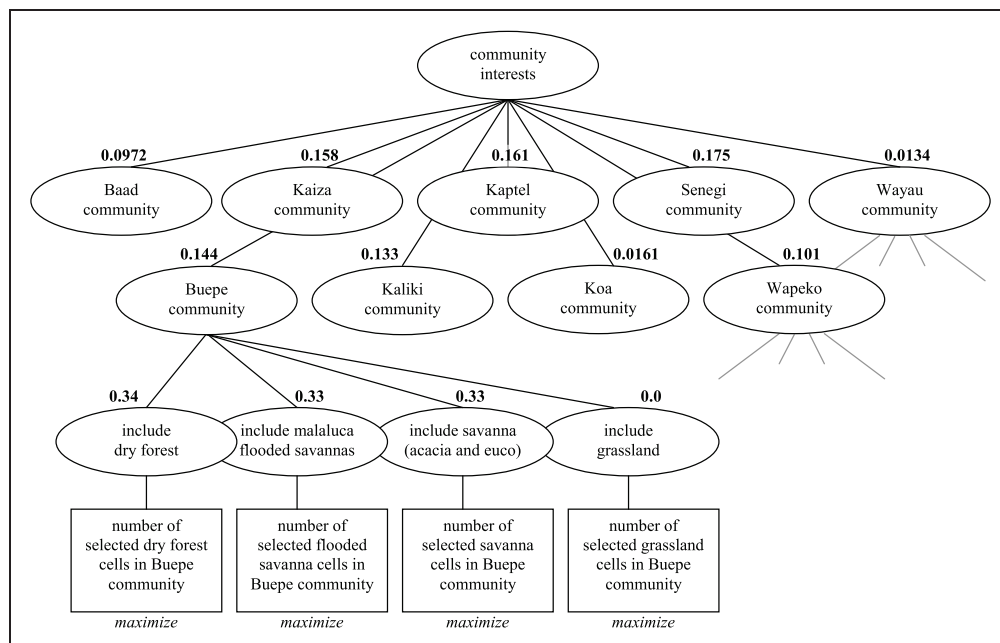 community
interests
0.0972
0.158
0.161
0.175
0.0134
Baad
community
Kaiza
community
Kaptel
community
Senegi
community
Wayau
community
0.144
0.133
0.0161
0.101
Buepe
community
Kaliki
community
Koa
community
Wapeko
community
0.34
0.33
0.33
0.0
include
dry forest
include malaluca
flooded savannas
include savanna
(acacia and euco)
include
grassland
number of
selected dry forest
cells in Buepe
community
number of
selected flooded
savanna cells in
Buepe community
number of
selected savanna
cells in Buepe
community
number of
selected grassland
cells in Buepe
community
maximize
maximize
maximize
maximize